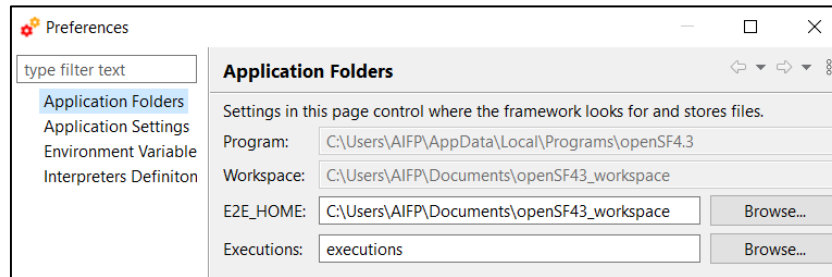 Preferences
type filter text
Application Folders
Application Settings
Environment Variable
Interpreters Definiton
Application Folders
Settings in this page control where the framework looks for and stores files.
Program: C:\Users\AIFP\AppData\Local\Programs\openSF4.3
Workspace: C:\Users\AIFP\Documents\openSF43_workspace
E2E_HOME: C:\Users\AIFP\Documents\openSF43_workspace Browse...
Executions: executions Browse...